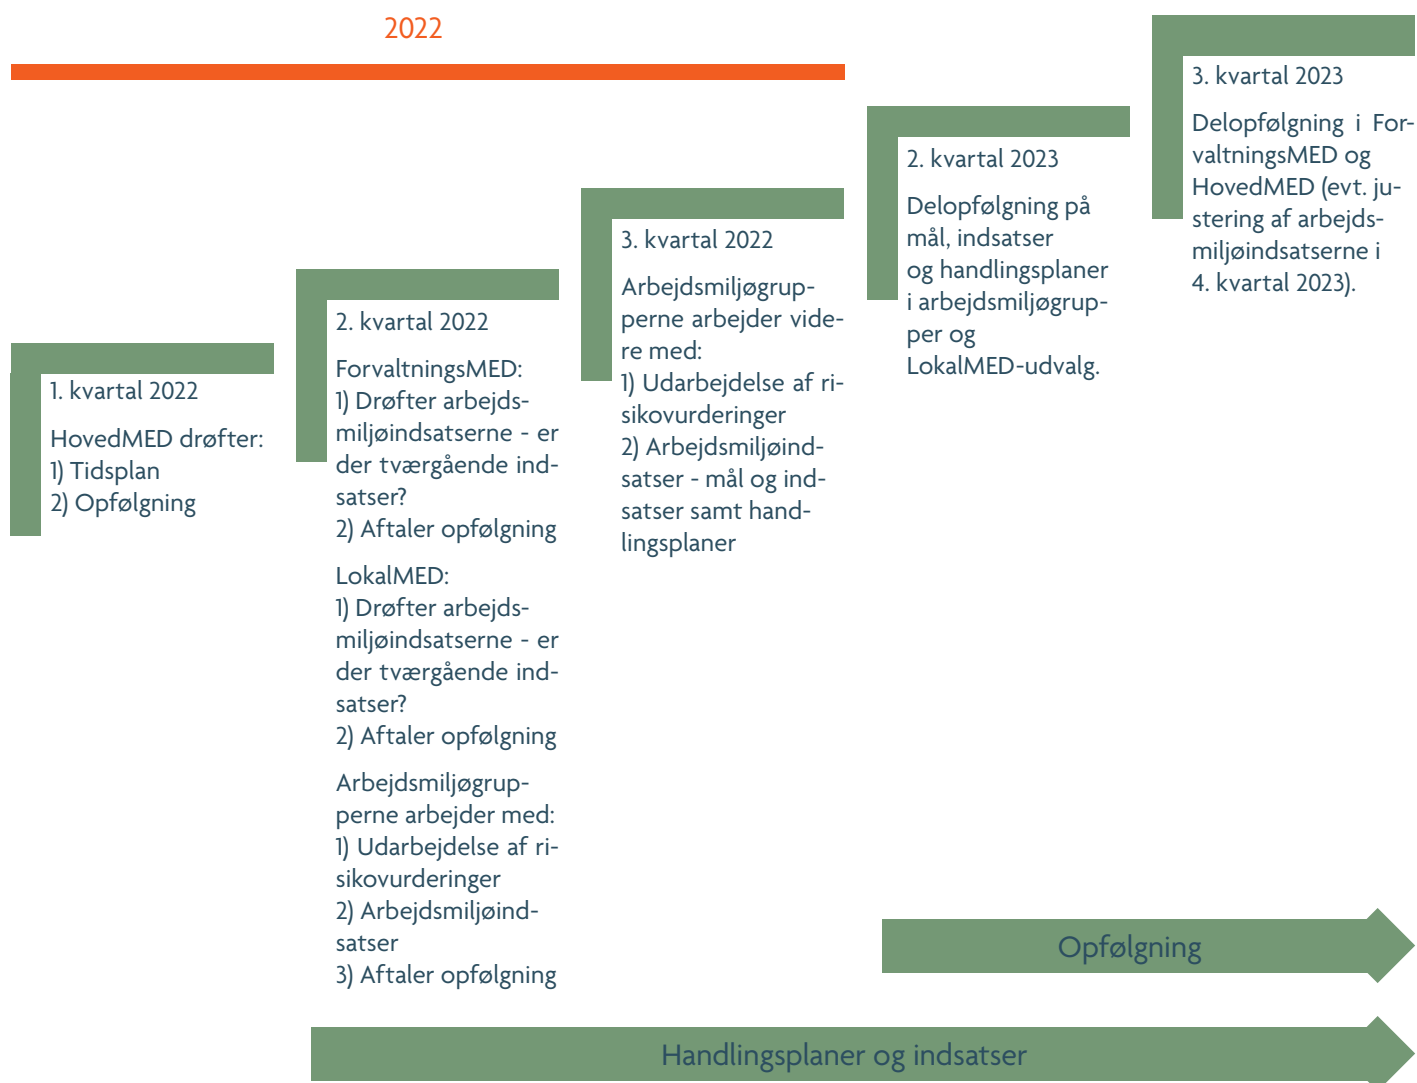 2022
1. kvartal 2022
HovedMED drøfter:
1) Tidsplan
2) Opfølgning
2. kvartal 2022
ForvaltningsMED:
1) Drøfter arbejds-
miljøindsatserne - er
der tværgående ind-
satser?
2) Aftaler opfølgning
LokalMED:
1) Drøfter arbejds-
miljøindsatserne - er
der tværgående ind-
satser?
2) Aftaler opfølgning
Arbejdsmiljøgrup-
perne arbejder med:
1) Udarbejdelse af ri-
sikovurderinger
2) Arbejdsmiljøind-
satser
3) Aftaler opfølgning
3. kvartal 2022
Arbejdsmiljøgrup-
perne arbejder vide-
re med:
1) Udarbejdelse af ri-
sikovurderinger
2) Arbejdsmiljøind-
satser - mål og ind-
satser samt hand-
lingsplaner
2. kvartal 2023
Delopfølgning på
mål, indsatser
og handlingsplaner
i arbejdsmiljøgrup-
per og
LokalMED-udvalg.
3. kvartal 2023
Delopfølgning i For-
valtningsMED og
HovedMED (evt. ju-
stering af arbejds-
miljøindsatserne i
4. kvartal 2023).
Opfølgning
Handlingsplaner og indsatser